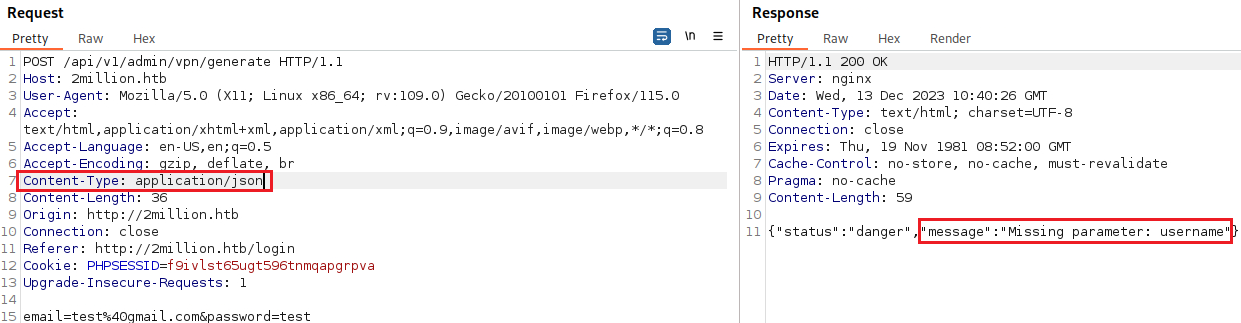 Request
Pretty Raw Hex \n
1 POST /api/v1/admin/vpn/generate HTTP/1.1
2 Host: 2million.htb
3 User-Agent: Mozilla/5.0 (X11; Linux x86_64; rv:109.0) Gecko/20100101 Firefox/115.0
4 Accept:
text/html,application/xhtml+xml,application/xml;q=0.9,image/avif,image/webp,*/*;q=0.8
5 Accept-Language: en-US,en;q=0.5
6 Accept-Encoding: gzip, deflate, br
7 Content-Type: application/json
8 Content-Length: 36
9 Origin: http://2million.htb
10 Connection: close
11 Referer: http://2million.htb/login
12 Cookie: PHPSESSID=f9ivlst65ugt596tnmqapgrpva
13 Upgrade-Insecure-Requests: 1
14
15 email=test%40gmail.com&password=test
Response
Pretty Raw Hex Render
1 HTTP/1.1 200 OK
2 Server: nginx
3 Date: Wed, 13 Dec 2023 10:40:26 GMT
4 Content-Type: text/html; charset=UTF-8
5 Connection: close
6 Expires: Thu, 19 Nov 1981 08:52:00 GMT
7 Cache-Control: no-store, no-cache, must-revalidate
8 Pragma: no-cache
9 Content-Length: 59
10
11 {"status":"danger","message":"Missing parameter: username"}